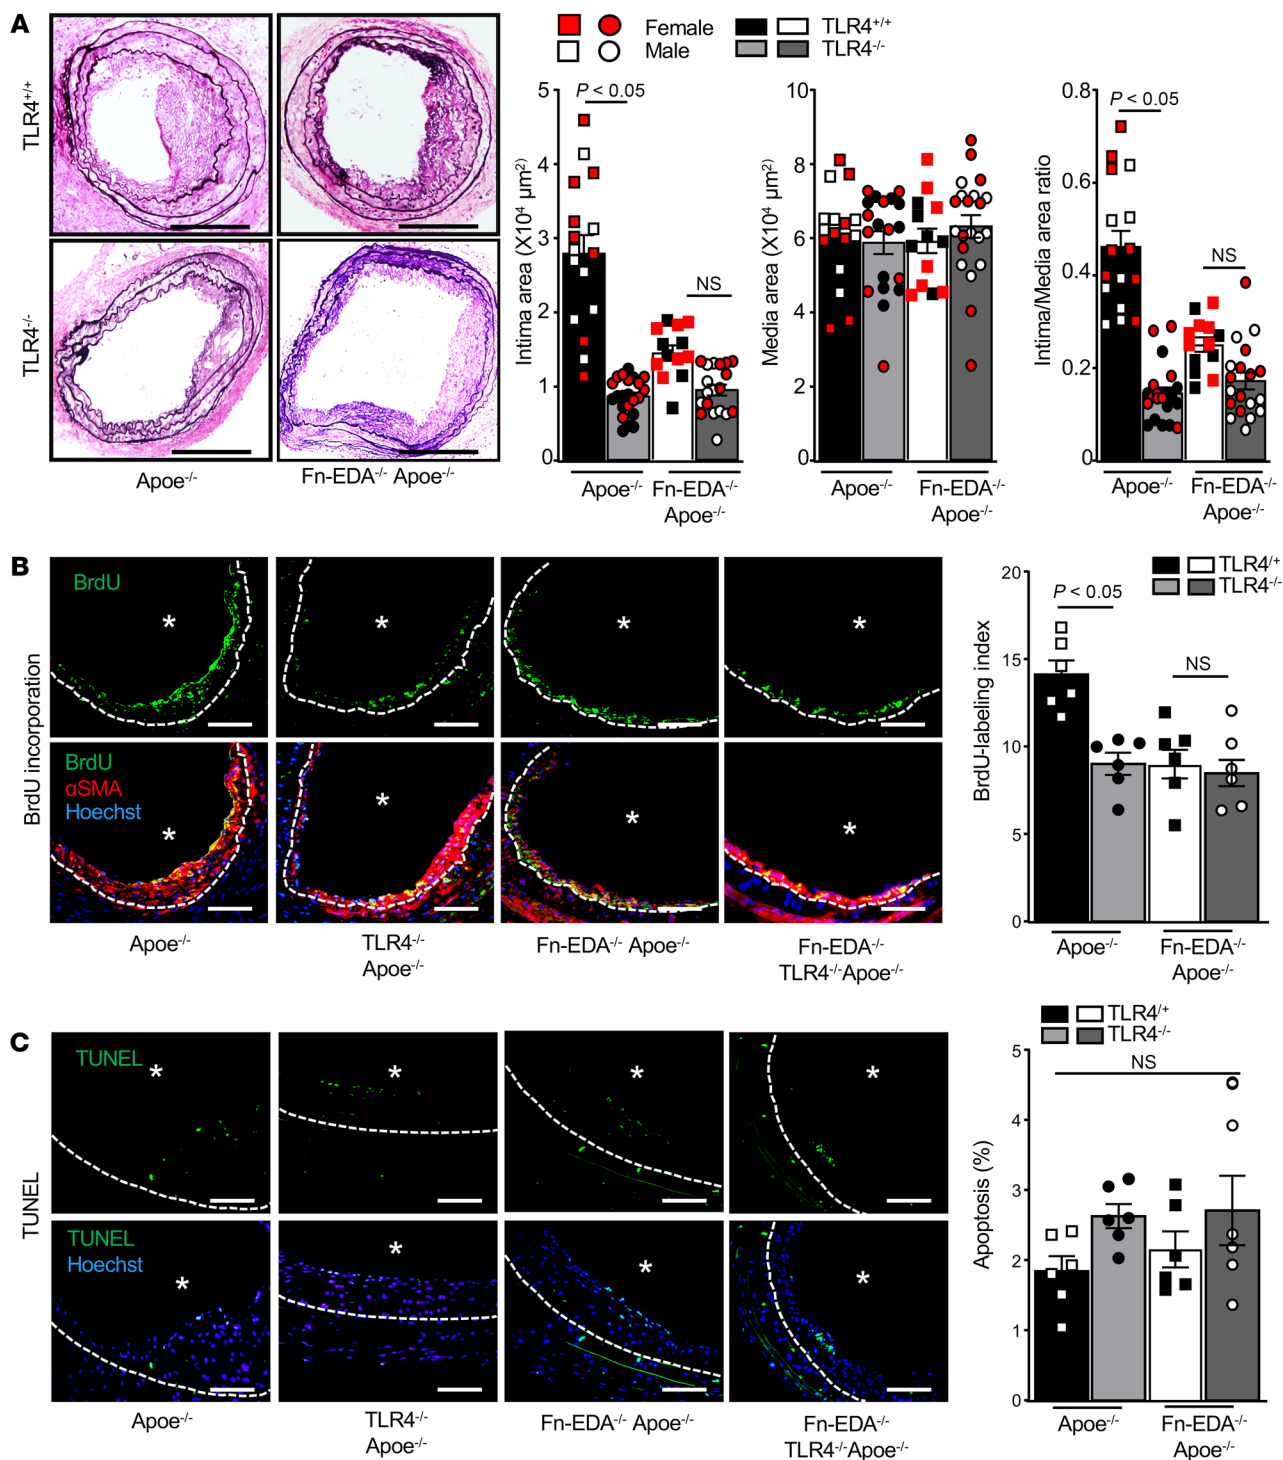 A
TLR4+/+
TLR4-/-
Apoe-/-
Fn-EDA-/- Apoe-/-
Female
Male
TLR4+/+
TLR4-/-
Intima area (X10⁴ µm²)
5
4
3
2
1
0
P < 0.05
NS
Apoe-/-
Fn-EDA-/-
Apoe-/-
Media area (X10⁴ µm²)
10
8
6
4
2
0
Apoe-/-
Fn-EDA-/-
Apoe-/-
Intima/Media area ratio
0.8
0.6
0.4
0.2
0
P < 0.05
NS
Apoe-/-
Fn-EDA-/-
Apoe-/-
B
BrdU incorporation
BrdU
*
*
*
*
BrdU
αSMA
Hoechst
*
*
*
*
Apoe-/-
TLR4-/-
Apoe-/-
Fn-EDA-/- Apoe-/-
Fn-EDA-/-
TLR4-/-Apoe-/-
TLR4/+
TLR4-/-
BrdU-labeling index
20
15
10
5
0
P < 0.05
NS
Apoe-/-
Fn-EDA-/-
Apoe-/-
C
TUNEL
TUNEL
*
*
*
*
TUNEL
Hoechst
*
*
*
*
Apoe-/-
TLR4-/-
Apoe-/-
Fn-EDA-/- Apoe-/-
Fn-EDA-/-
TLR4-/-Apoe-/-
TLR4/+
TLR4-/-
Apoptosis (%)
5
4
3
2
1
0
NS
Apoe-/-
Fn-EDA-/-
Apoe-/-